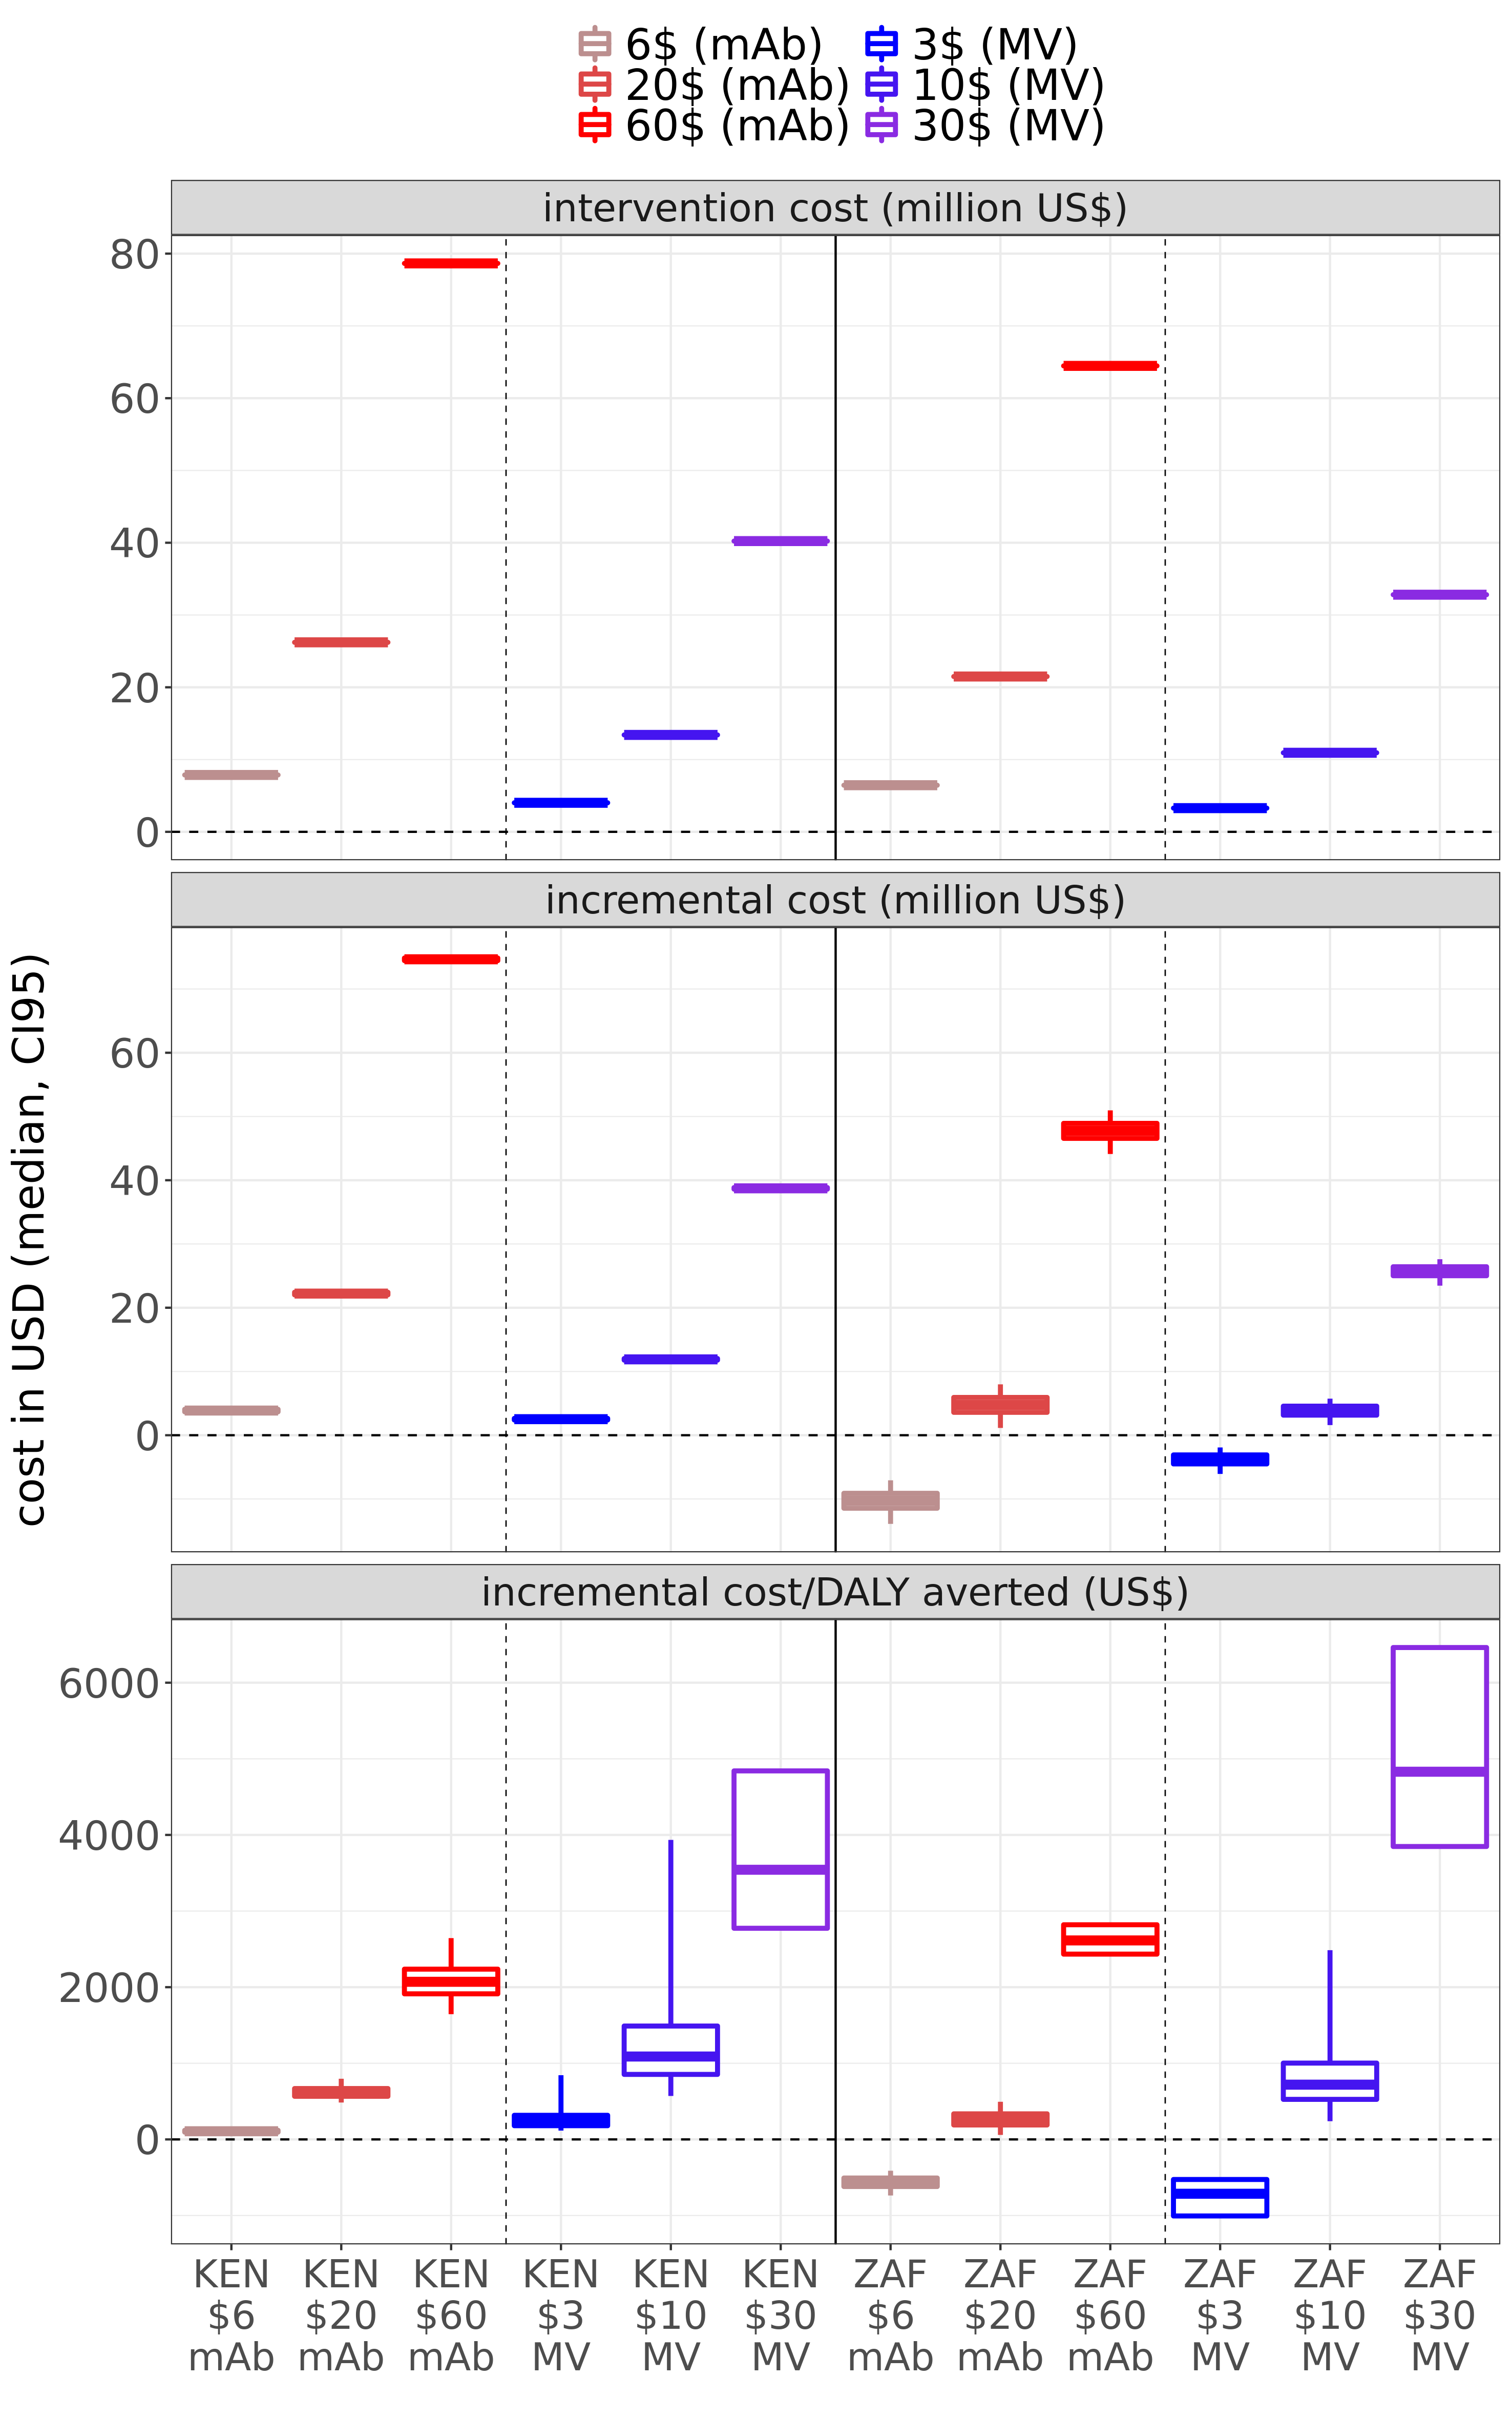 6$ (mAb) 3$ (MV)
20$ (mAb) 10$ (MV)
60$ (mAb) 30$ (MV)
intervention cost (million US$)
80
60
40
20
0
incremental cost (million US$)
60
40
20
0
cost in USD (median, CI95)
incremental cost/DALY averted (US$)
6000
4000
2000
0
KEN KEN KEN KEN KEN KEN ZAF ZAF ZAF ZAF ZAF ZAF
$6 $20 $60 $3 $10 $30 $6 $20 $60 $3 $10 $30
mAb mAb mAb MV MV MV mAb mAb mAb MV MV MV